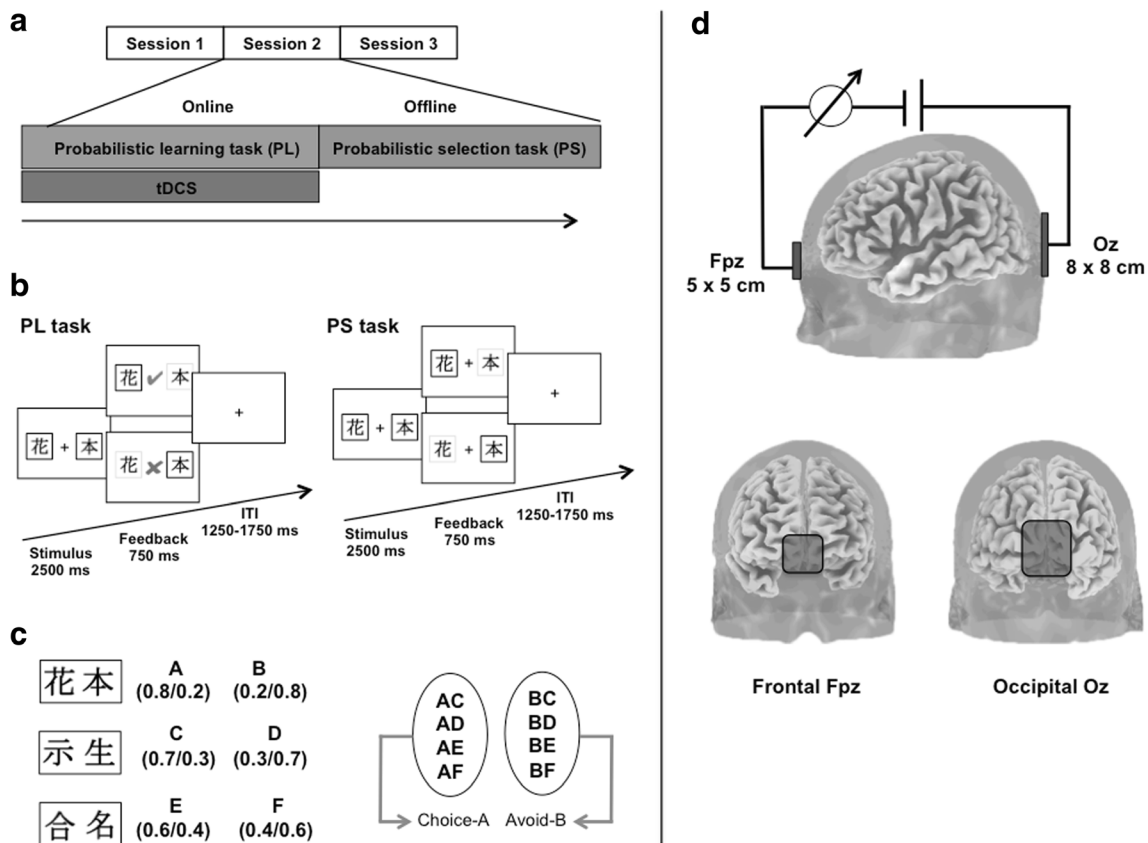 a
Session 1 Session 2 Session 3
Online Offline
Probabilistic learning task (PL) Probabilistic selection task (PS)
tDCS
b
PL task
花 ✔ 本
花 + 本
+
花 ✖ 本
Stimulus
2500 ms
Feedback
750 ms
ITI
1250-1750 ms
PS task
花 + 本
花 + 本
+
花 + 本
Stimulus
2500 ms
Feedback
750 ms
ITI
1250-1750 ms
c
花 本 A B
(0.8/0.2) (0.2/0.8)
示 生 C D
(0.7/0.3) (0.3/0.7)
合 名 E F
(0.6/0.4) (0.4/0.6)
AC
AD
AE
AF
BC
BD
BE
BF
Choice-A Avoid-B
d
Fpz
5 x 5 cm
Oz
8 x 8 cm
Frontal Fpz Occipital Oz